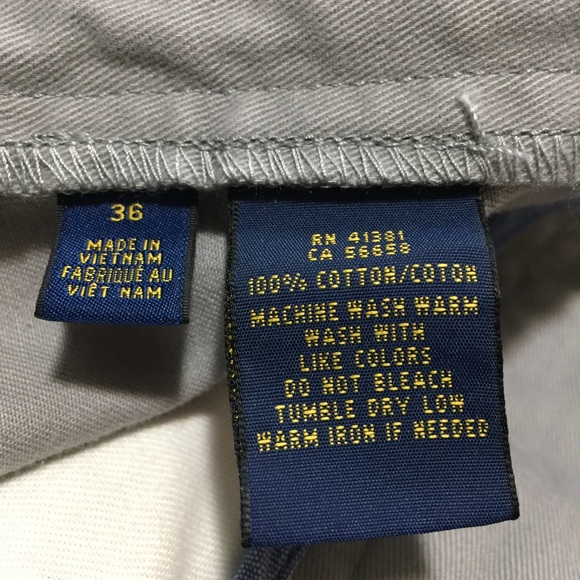 36
MADE IN
VIETNAM
FABRIQUÉ AU
VIÊT NAM
RN 41381
CA 56658
100% COTTON/COTON
MACHINE WASH WARM
WASH WITH
LIKE COLORS
DO NOT BLEACH
TUMBLE DRY LOW
WARM IRON IF NEEDED